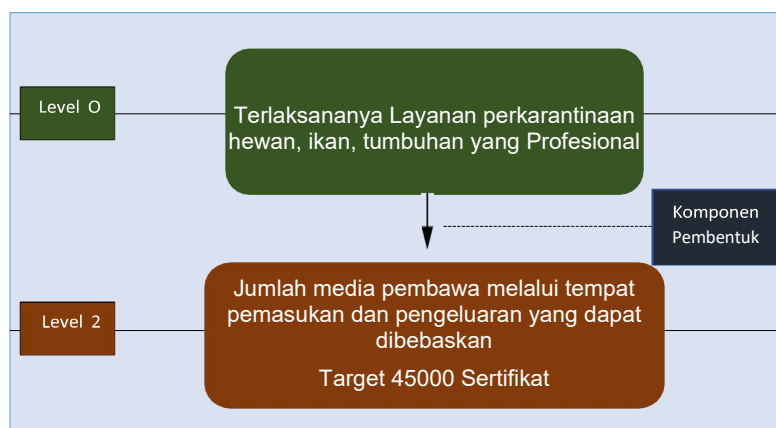 Level O
Terlaksananya Layanan perkarantinaan
hewan, ikan, tumbuhan yang Profesional
Komponen
Pembentuk
Level 2
Jumlah media pembawa melalui tempat
pemasukan dan pengeluaran yang dapat
dibebaskan
Target 45000 Sertifikat